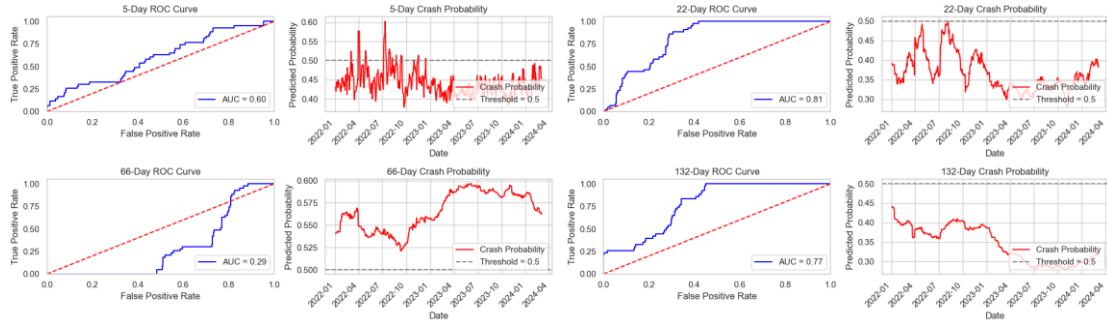 5-Day ROC Curve
True Positive Rate
1.00
0.75
0.50
0.25
0.00
0.0 0.2 0.4 0.6 0.8 1.0
False Positive Rate
AUC = 0.60
5-Day Crash Probability
Predicted Probability
0.60
0.55
0.50
0.45
0.40
Crash Probability
Threshold = 0.5
2022-01 2022-04 2022-07 2022-10 2023-01 2023-04 2023-07 2023-10 2024-01 2024-04
Date
22-Day ROC Curve
True Positive Rate
1.00
0.75
0.50
0.25
0.00
0.0 0.2 0.4 0.6 0.8 1.0
False Positive Rate
AUC = 0.81
22-Day Crash Probability
Predicted Probability
0.50
0.45
0.40
0.35
0.30
Crash Probability
Threshold = 0.5
2022-01 2022-04 2022-07 2022-10 2023-01 2023-04 2023-07 2023-10 2024-01 2024-04
Date
66-Day ROC Curve
True Positive Rate
1.00
0.75
0.50
0.25
0.00
0.0 0.2 0.4 0.6 0.8 1.0
False Positive Rate
AUC = 0.29
66-Day Crash Probability
Predicted Probability
0.600
0.575
0.550
0.525
0.500
Crash Probability
Threshold = 0.5
2022-01 2022-04 2022-07 2022-10 2023-01 2023-04 2023-07 2023-10 2024-01 2024-04
Date
132-Day ROC Curve
True Positive Rate
1.00
0.75
0.50
0.25
0.00
0.0 0.2 0.4 0.6 0.8 1.0
False Positive Rate
AUC = 0.77
132-Day Crash Probability
Predicted Probability
0.50
0.45
0.40
0.35
0.30
Crash Probability
Threshold = 0.5
2022-01 2022-04 2022-07 2022-10 2023-01 2023-04 2023-07 2023-10 2024-01 2024-04
Date